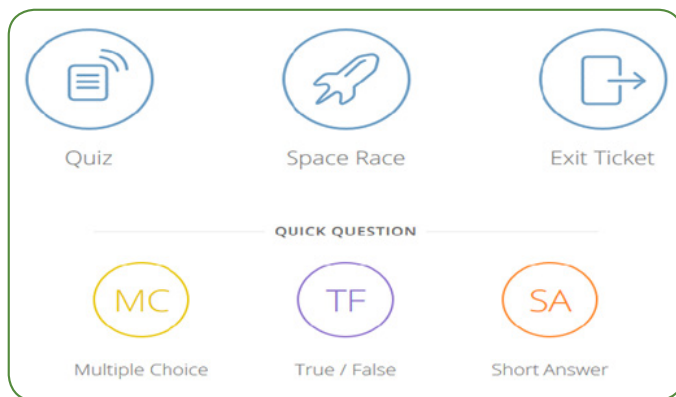 Quiz Space Race Exit Ticket
QUICK QUESTION
MC TF SA
Multiple Choice True / False Short Answer